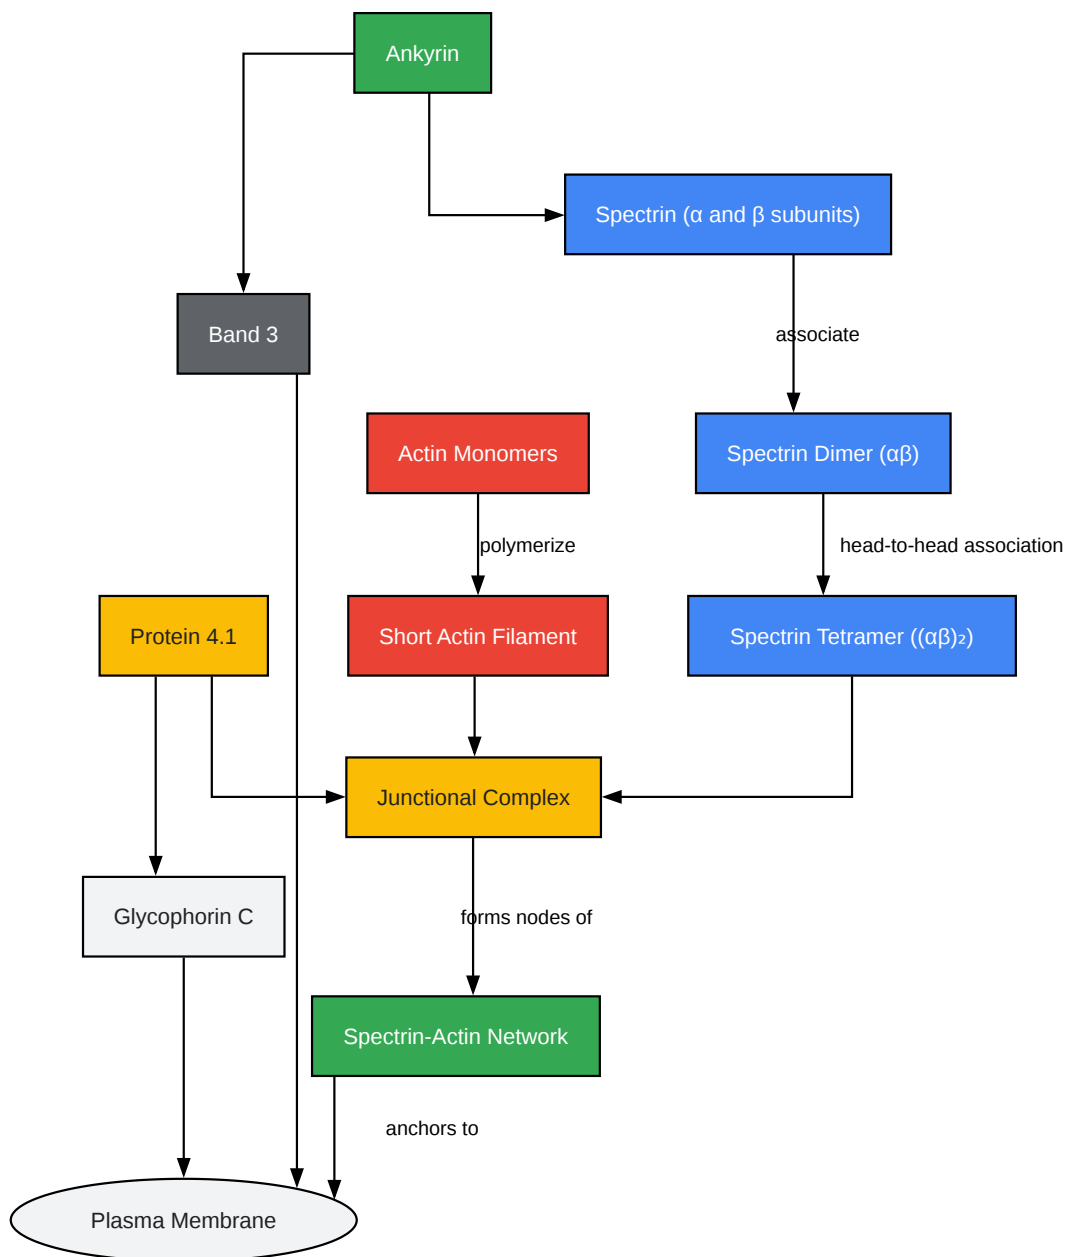 Ankyrin
Spectrin (α and β subunits)
Band 3
associate
Actin Monomers
Spectrin Dimer (αβ)
polymerize
head-to-head association
Protein 4.1
Short Actin Filament
Spectrin Tetramer ((αβ)₂)
Junctional Complex
Glycophorin C
forms nodes of
Spectrin-Actin Network
anchors to
Plasma Membrane